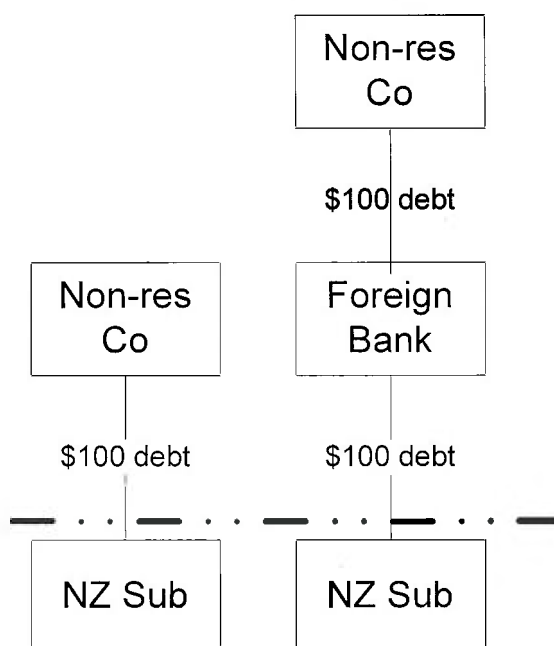 Non-res
Co
$100 debt
Non-res
Co
Foreign
Bank
$100 debt
$100 debt
NZ Sub
NZ Sub